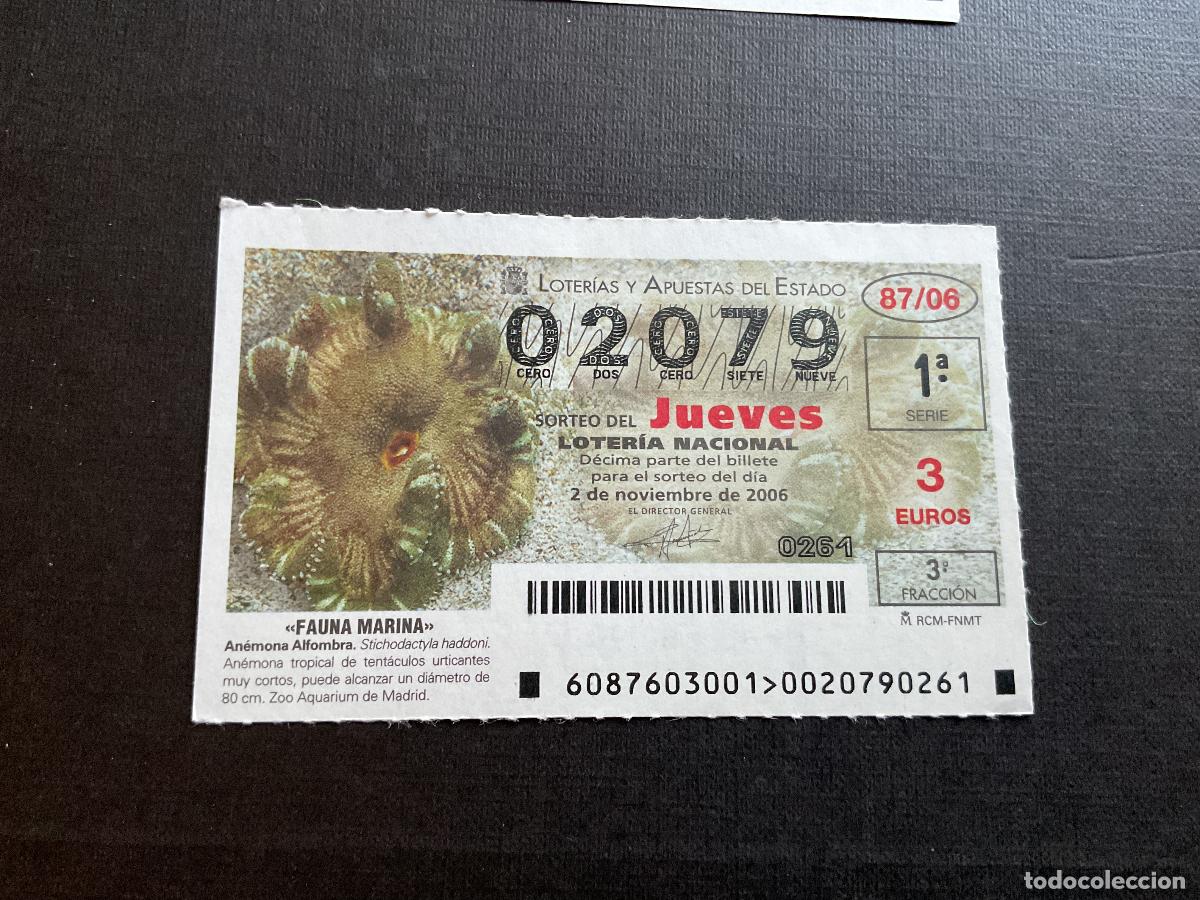 LOTERÍAS Y APUESTAS DEL ESTADO
87/06
02079
CERO DOS CERO SIETE NUEVE
1ª.
SERIE
SORTEO DEL Jueves
LOTERÍA NACIONAL
Décima parte del billete
para el sorteo del día
2 de noviembre de 2006
EL DIRECTOR GENERAL
3
EUROS
0261
3ª
FRACCIÓN
RCM-FNMT
«FAUNA MARINA»
Anémona Alfombra. Stichodactyla haddoni.
Anémona tropical de tentáculos urticantes
muy cortos, puede alcanzar un diámetro de
80 cm. Zoo Aquarium de Madrid.
6087603001>0020790261
todocoleccion